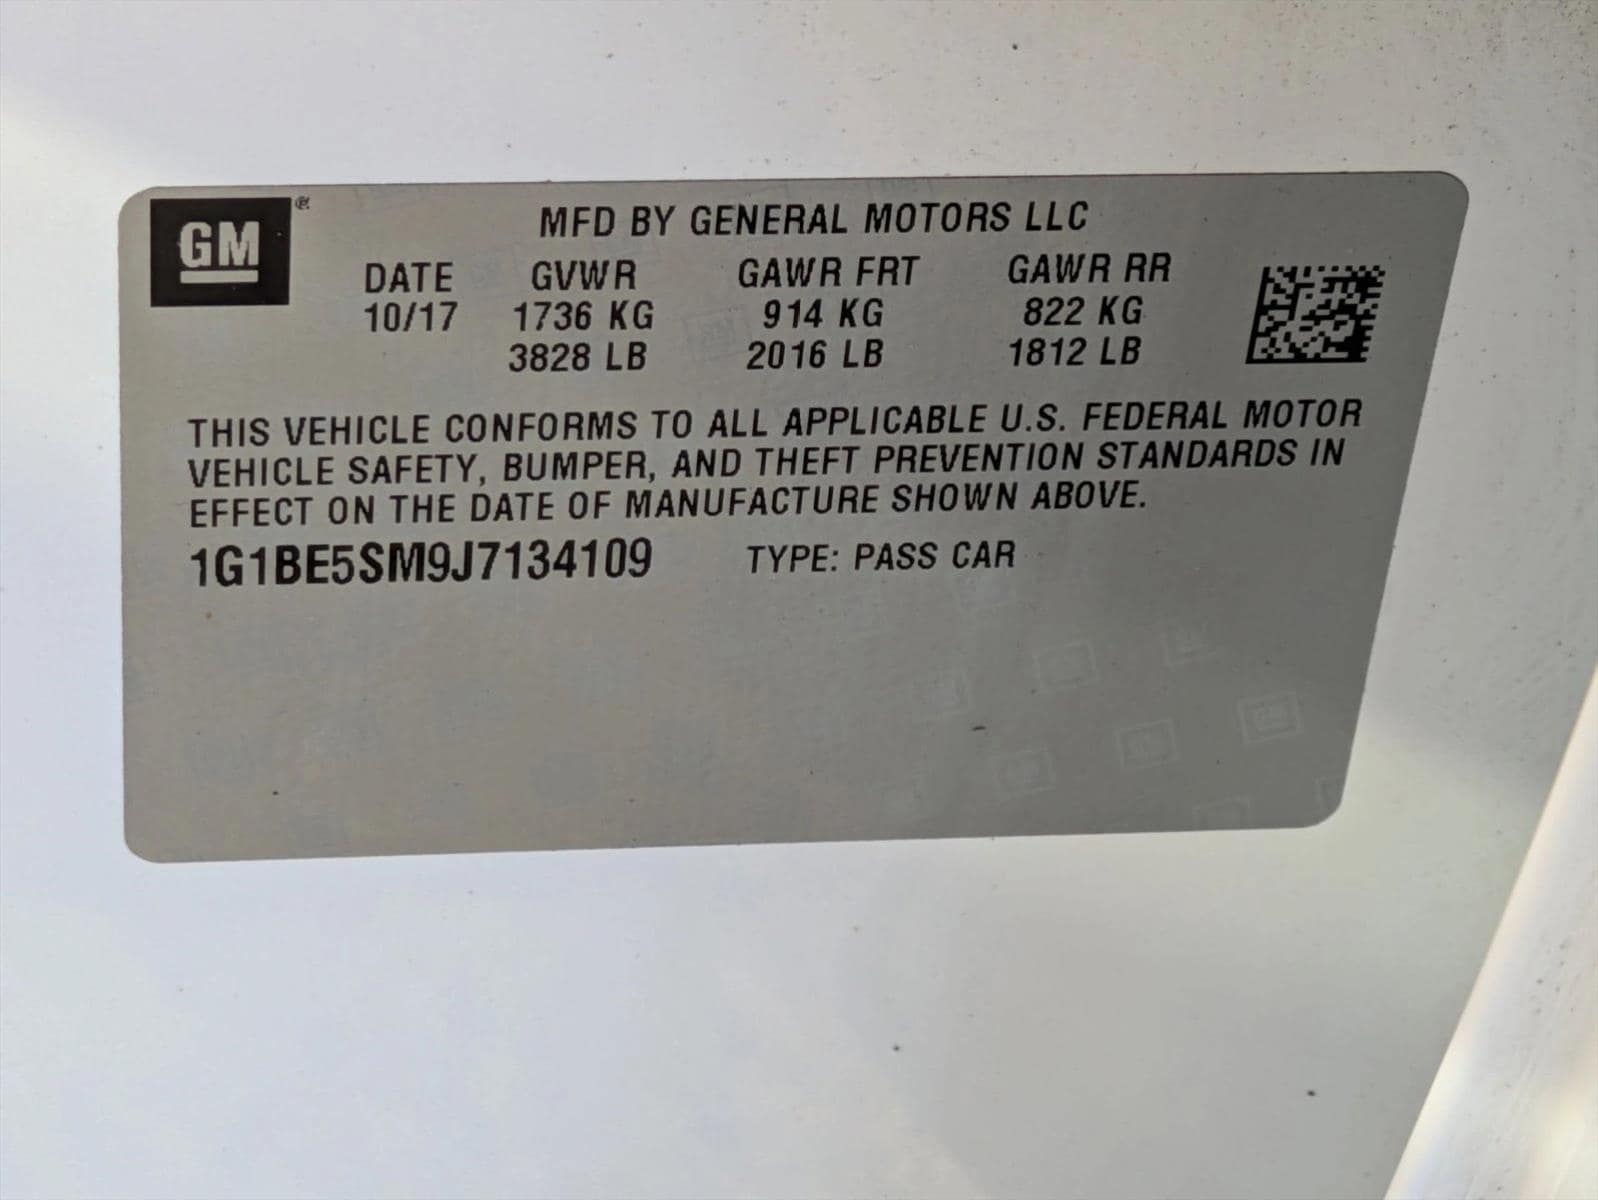 GM®
MFD BY GENERAL MOTORS LLC
DATE GVWR GAWR FRT GAWR RR
10/17 1736 KG 914 KG 822 KG
3828 LB 2016 LB 1812 LB
THIS VEHICLE CONFORMS TO ALL APPLICABLE U.S. FEDERAL MOTOR
VEHICLE SAFETY, BUMPER, AND THEFT PREVENTION STANDARDS IN
EFFECT ON THE DATE OF MANUFACTURE SHOWN ABOVE.
1G1BE5SM9J7134109 TYPE: PASS CAR